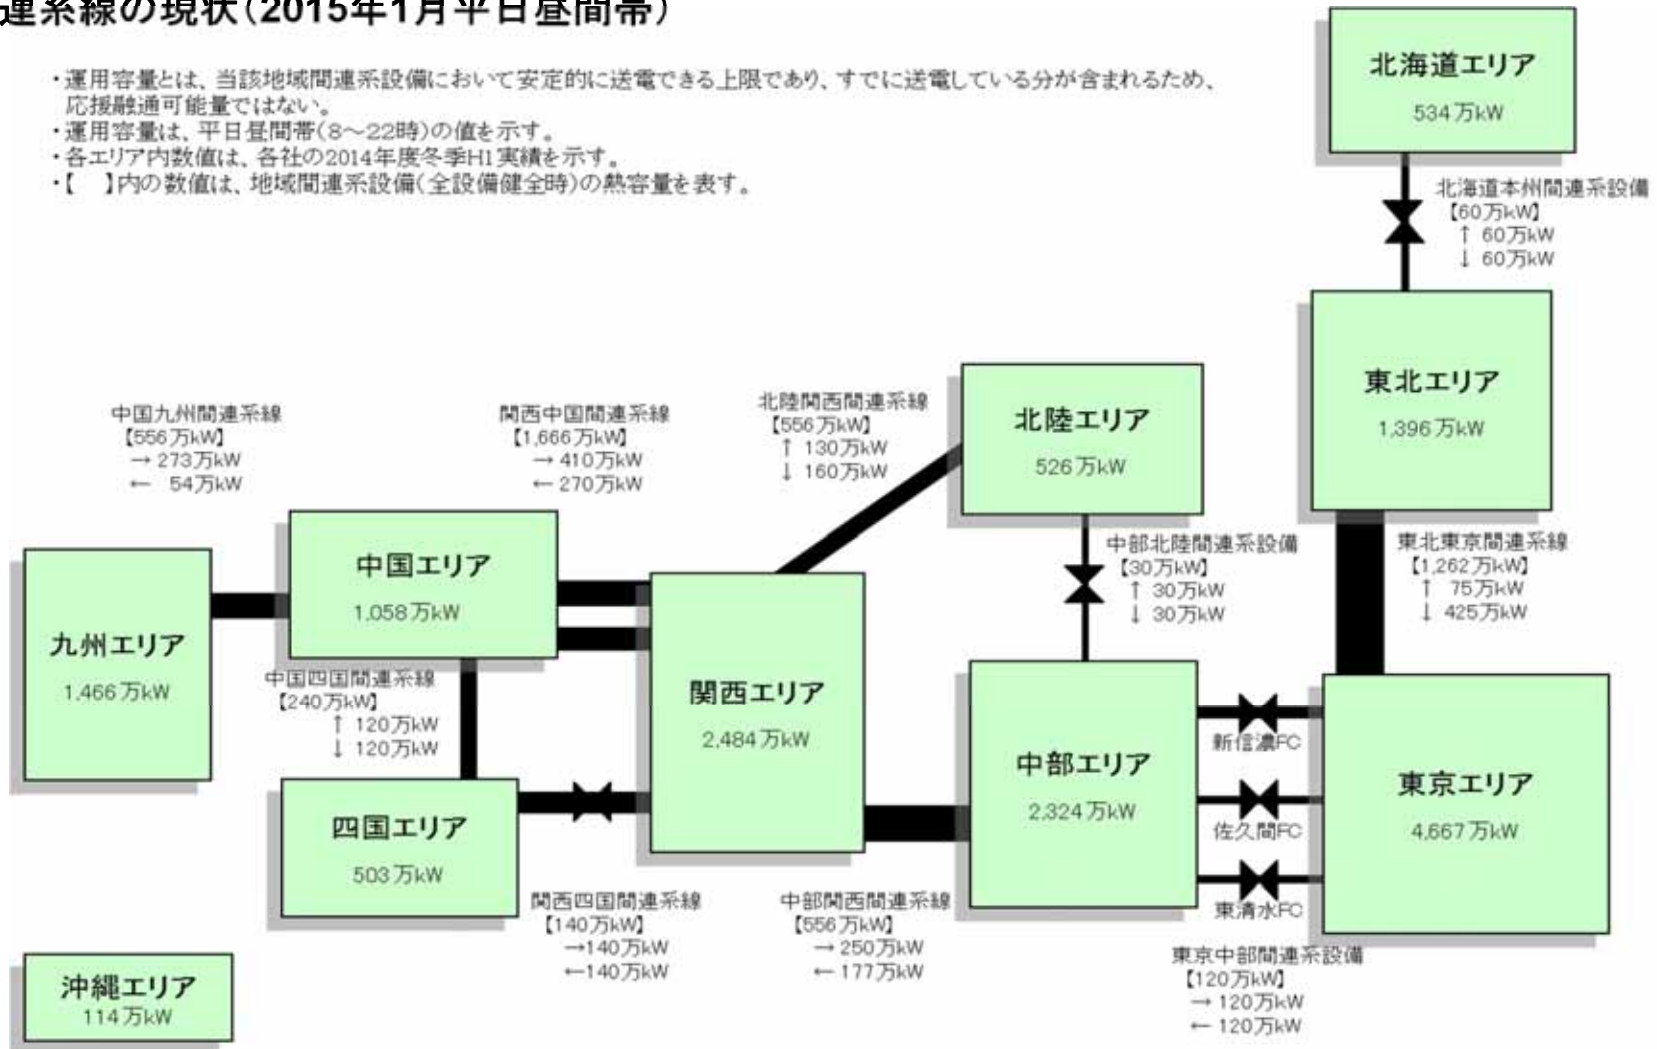 連系線の現状(2015年1月平日昼間帯)
・運用容量とは、当該地域間連系設備において安定的に送電できる上限であり、すでに送電している分が含まれるため、
応援融通可能量ではない。
・運用容量は、平日昼間帯(8～22時)の値を示す。
・各エリア内数値は、各社の2014年度冬季H1実績を示す。
・【　】内の数値は、地域間連系設備(全設備健全時)の熱容量を表す。
北海道エリア
534万kW
北海道本州間連系設備
【60万kW】
↑ 60万kW
↓ 60万kW
東北エリア
1,396万kW
東北東京間連系線
【1,262万kW】
↑ 75万kW
↓ 425万kW
北陸関西間連系線
【556万kW】
↑ 130万kW
↓ 160万kW
北陸エリア
526万kW
中部北陸間連系設備
【30万kW】
↑ 30万kW
↓ 30万kW
中国九州間連系線
【556万kW】
→ 273万kW
← 54万kW
関西中国間連系線
【1,666万kW】
→ 410万kW
← 270万kW
中国エリア
1,058万kW
九州エリア
1,466万kW
中国四国間連系線
【240万kW】
↑ 120万kW
↓ 120万kW
関西エリア
2,484万kW
四国エリア
503万kW
関西四国間連系線
【140万kW】
→140万kW
←140万kW
中部関西間連系線
【556万kW】
→ 250万kW
← 177万kW
中部エリア
2,324万kW
新信濃FC
佐久間FC
東清水FC
東京エリア
4,667万kW
東京中部間連系設備
【120万kW】
→ 120万kW
← 120万kW
沖縄エリア
114万kW